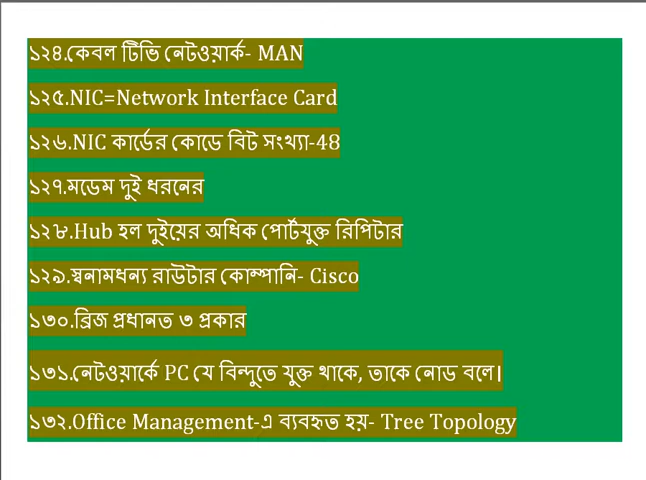 ১২৪.কেবল টিভি নেটওয়ার্ক- MAN
১২৫.NIC=Network Interface Card
১২৬.NIC কার্ডের কোডে বিট সংখ্যা-48
১২৭.মডেম দুই ধরনের
১২৮.Hub হল দুইয়ের অধিক পোর্টযুক্ত রিপিটার
১২৯.স্বনামধন্য রাউটার কোম্পানি- Cisco
১৩০.ব্রিজ প্রধানত ৩ প্রকার
১৩১.নেটওয়ার্কে PC যে বিন্দুতে যুক্ত থাকে, তাকে নোড বলে।
১৩২.Office Management-এ ব্যবহৃত হয়- Tree Topology